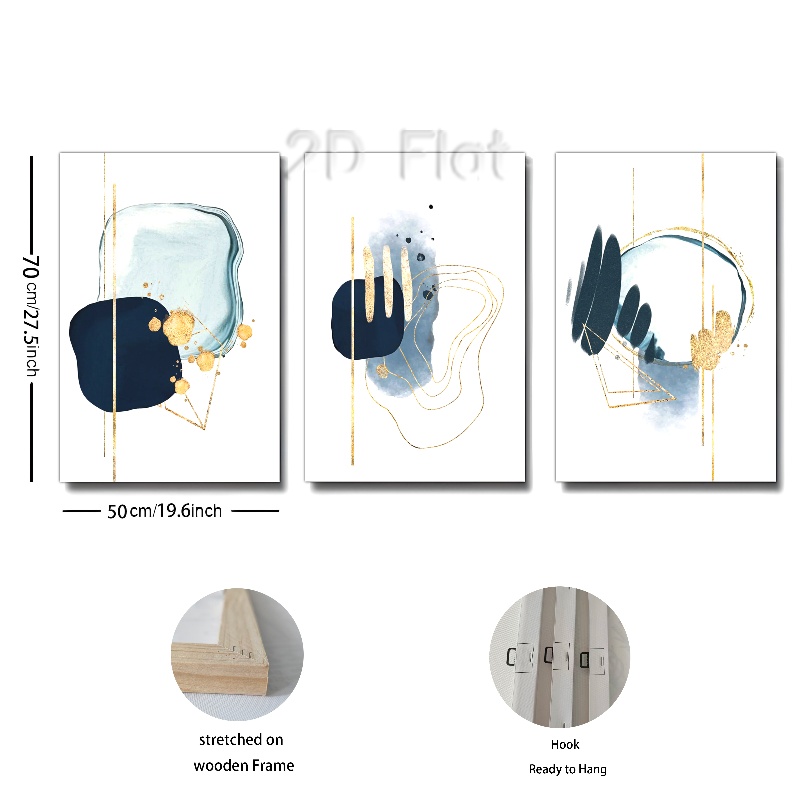 2D Flat
70 cm/27.5inch
50 cm/19.6inch
stretched on
wooden Frame
Hook
Ready to Hang